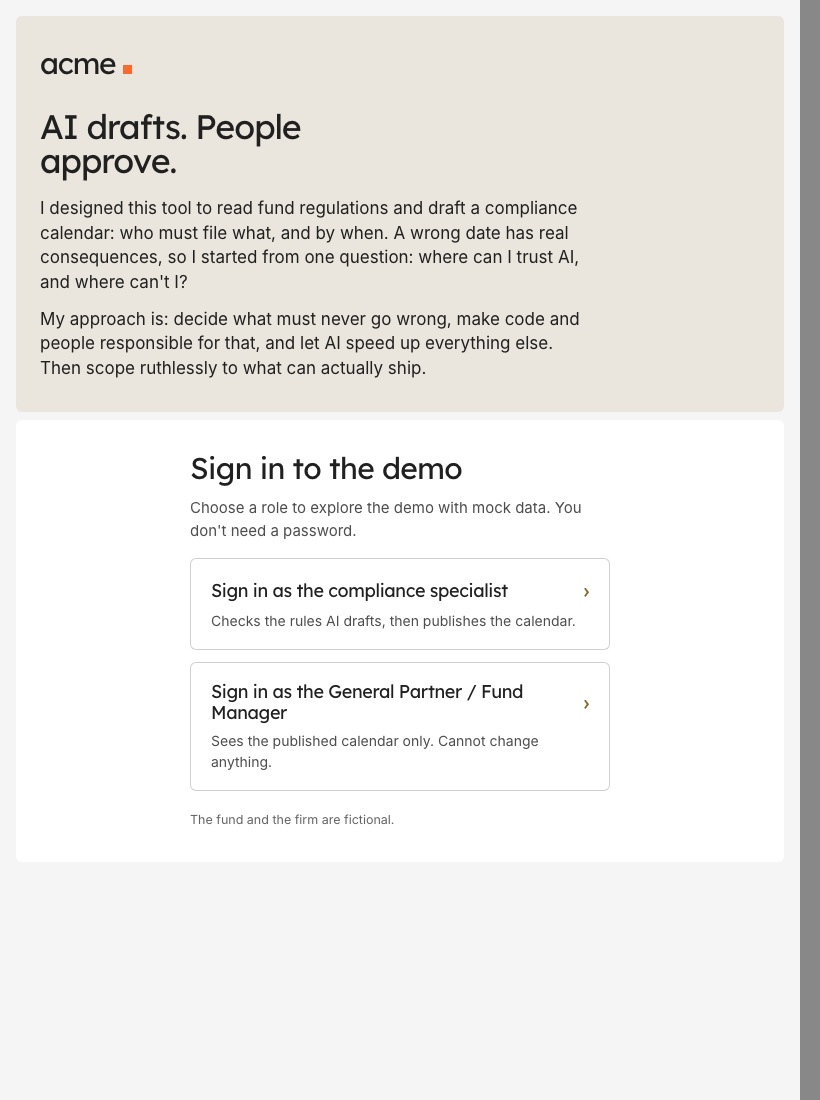 acme
AI drafts. People
approve.
I designed this tool to read fund regulations and draft a compliance
calendar: who must file what, and by when. A wrong date has real
consequences, so I started from one question: where can I trust AI,
and where can't I?
My approach is: decide what must never go wrong, make code and
people responsible for that, and let AI speed up everything else.
Then scope ruthlessly to what can actually ship.
Sign in to the demo
Choose a role to explore the demo with mock data. You
don't need a password.
Sign in as the compliance specialist
Checks the rules AI drafts, then publishes the calendar.
Sign in as the General Partner / Fund
Manager
Sees the published calendar only. Cannot change
anything.
The fund and the firm are fictional.